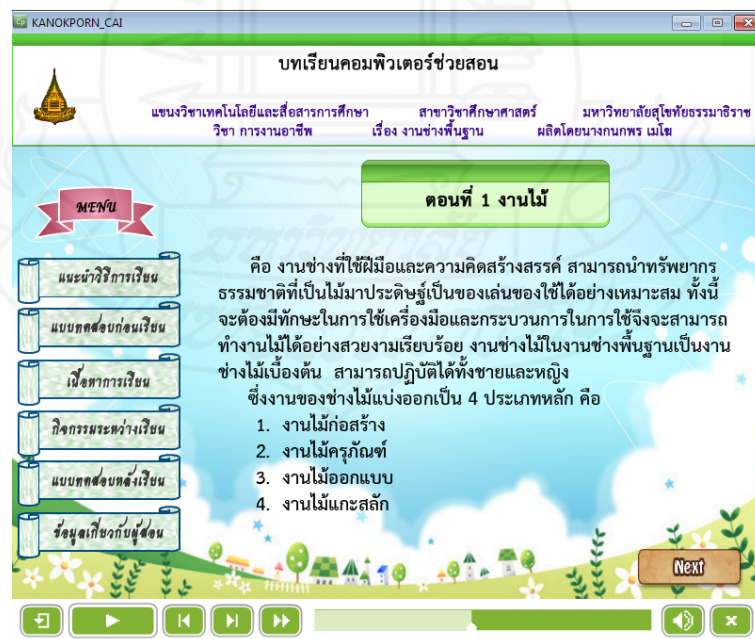 KANOKPORN_CAI
บทเรียนคอมพิวเตอร์ช่วยสอน
แขนงวิชาเทคโนโลยีและสื่อสารการศึกษา สาขาวิชาศึกษาศาสตร์ มหาวิทยาลัยสุโขทัยธรรมาธิราช
วิชา การงานอาชีพ เรื่อง งานช่างพื้นฐาน ผลิตโดยนางกนกพร เมโฆ
MENU
แนะนำวิธีการเรียน
แบบทดสอบก่อนเรียน
เนื้อหาการเรียน
กิจกรรมระหว่างเรียน
แบบทดสอบหลังเรียน
ข้อมูลเกี่ยวกับผู้สอน
ตอนที่ 1 งานไม้
คือ งานช่างที่ใช้ฝีมือและความคิดสร้างสรรค์ สามารถนำทรัพยากร
ธรรมชาติที่เป็นไม้มาประดิษฐ์เป็นของเล่นของใช้ได้อย่างเหมาะสม ทั้งนี้
จะต้องมีทักษะในการใช้เครื่องมือและกระบวนการในการใช้จึงจะสามารถ
ทำงานไม้ได้อย่างสวยงามเรียบร้อย งานช่างไม้ในงานช่างพื้นฐานเป็นงาน
ช่างไม้เบื้องต้น สามารถปฏิบัติได้ทั้งชายและหญิง
ซึ่งงานของช่างไม้แบ่งออกเป็น 4 ประเภทหลัก คือ
1. งานไม้ก่อสร้าง
2. งานไม้ครุภัณฑ์
3. งานไม้ออกแบบ
4. งานไม้แกะสลัก
Next